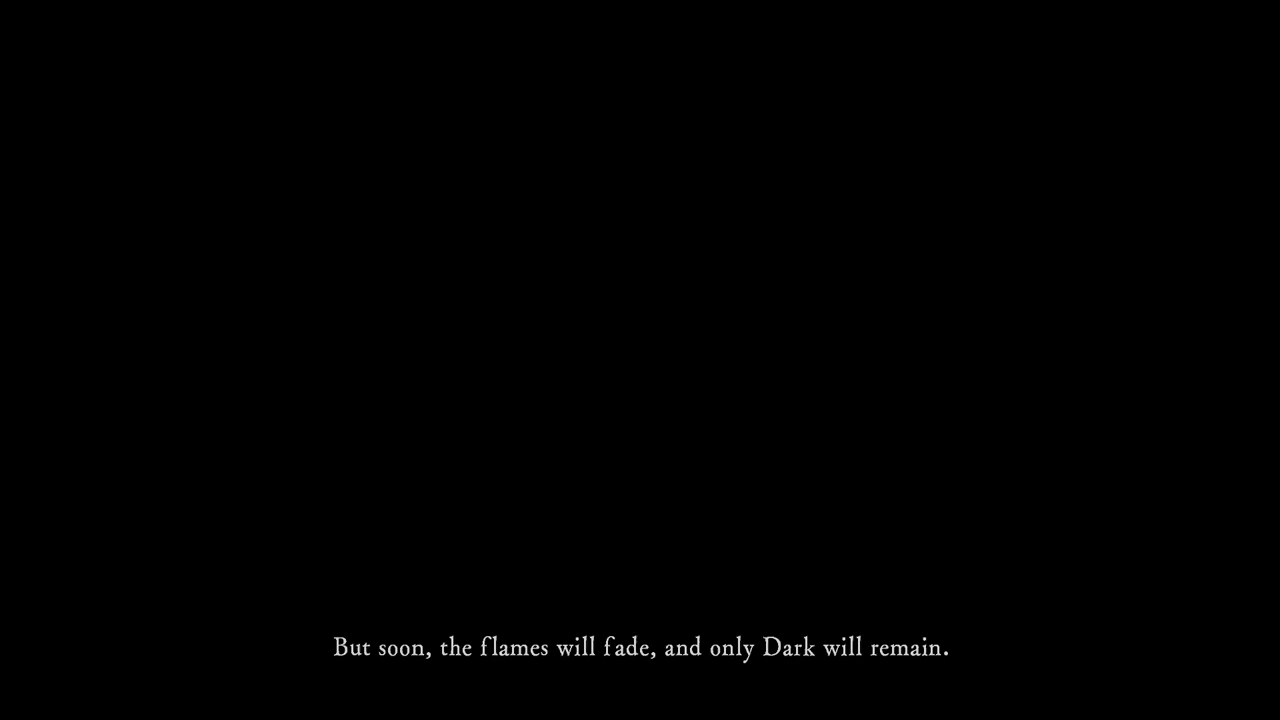 But soon, the flames will fade, and only Dark will remain.